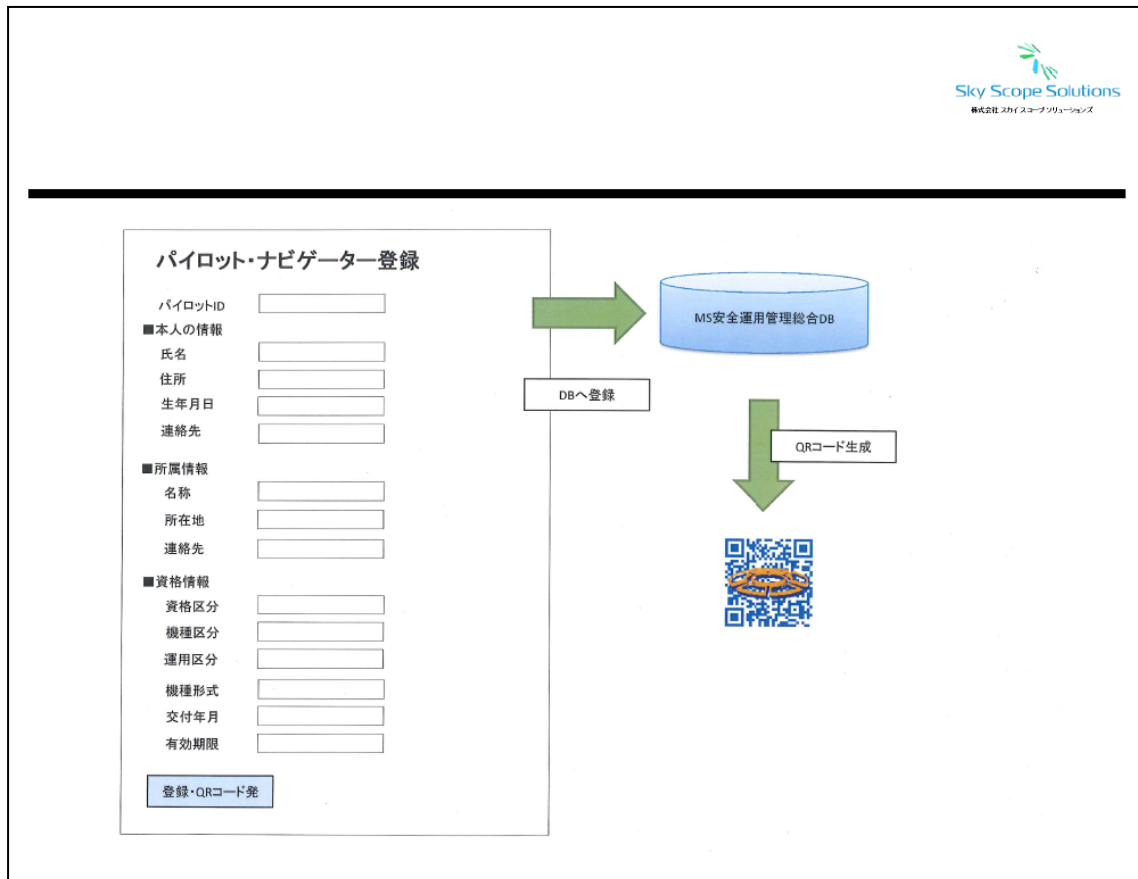 Sky Scope Solutions
株式会社 スカイスコープソリューションズ
パイロット・ナビゲーター登録
パイロットID
■本人の情報
氏名
住所
生年月日
連絡先
■所属情報
名称
所在地
連絡先
■資格情報
資格区分
機種区分
運用区分
機種形式
交付年月
有効期限
登録・QRコード発
DBへ登録
MS安全運用管理総合DB
QRコード生成